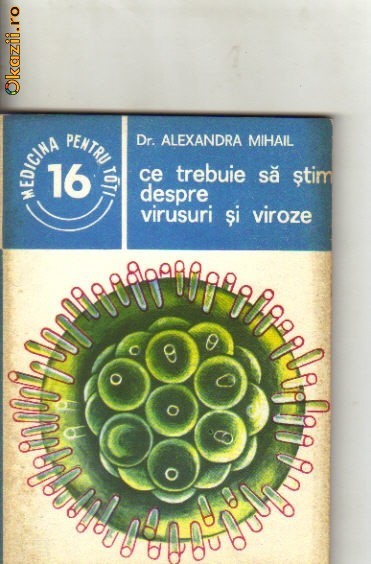 Okazii.ro
MEDICINA PENTRU TOȚI
16
Dr. ALEXANDRA MIHAIL
ce trebuie să știm
despre
virusuri și viroze